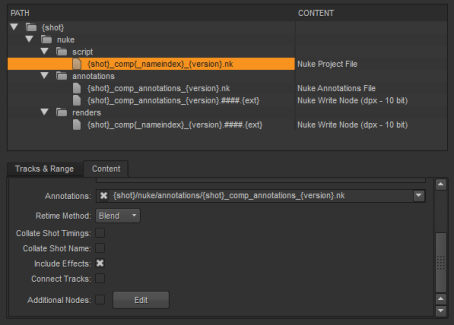 PATH CONTENT
{shot}
nuke
script
{shot}_comp{_nameindex}_{version}.nk Nuke Project File
annotations
{shot}_comp_annotations_{version}.nk Nuke Annotations File
{shot}_comp_annotations_{version}.####.{ext} Nuke Write Node (dpx - 10 bit)
renders
{shot}_comp{_nameindex}_{version}.####.{ext} Nuke Write Node (dpx - 10 bit)
Tracks & Range Content
Annotations: {shot}/nuke/annotations/{shot}_comp_annotations_{version}.nk
Retime Method: Blend
Collate Shot Timings:
Collate Shot Name:
Include Effects:
Connect Tracks:
Additional Nodes: Edit